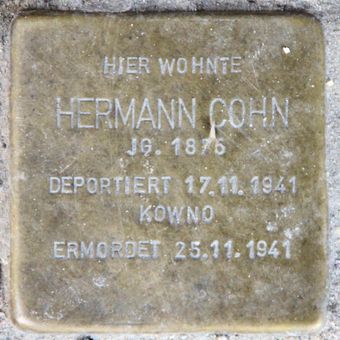 HIER WOHNTE
HERMANN COHN
JG. 1876
DEPORTIERT 17.11.1941
KOWNO
ERMORDET 25.11.1941